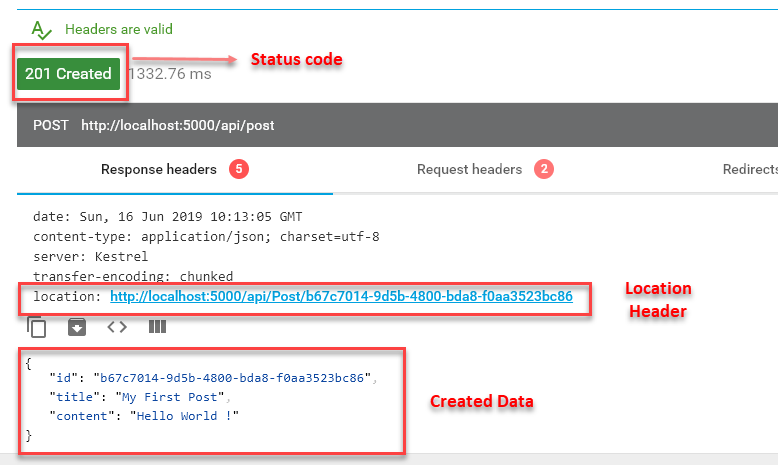 Headers are valid
201 Created 1332.76 ms
Status code
POST http://localhost:5000/api/post
Response headers 5 Request headers 2 Redirects
date: Sun, 16 Jun 2019 10:13:05 GMT
content-type: application/json; charset=utf-8
server: Kestrel
transfer-encoding: chunked
location: http://localhost:5000/api/Post/b67c7014-9d5b-4800-bda8-f0aa3523bc86
Location
Header
{
"id": "b67c7014-9d5b-4800-bda8-f0aa3523bc86",
"title": "My First Post",
"content": "Hello World !"
}
Created Data